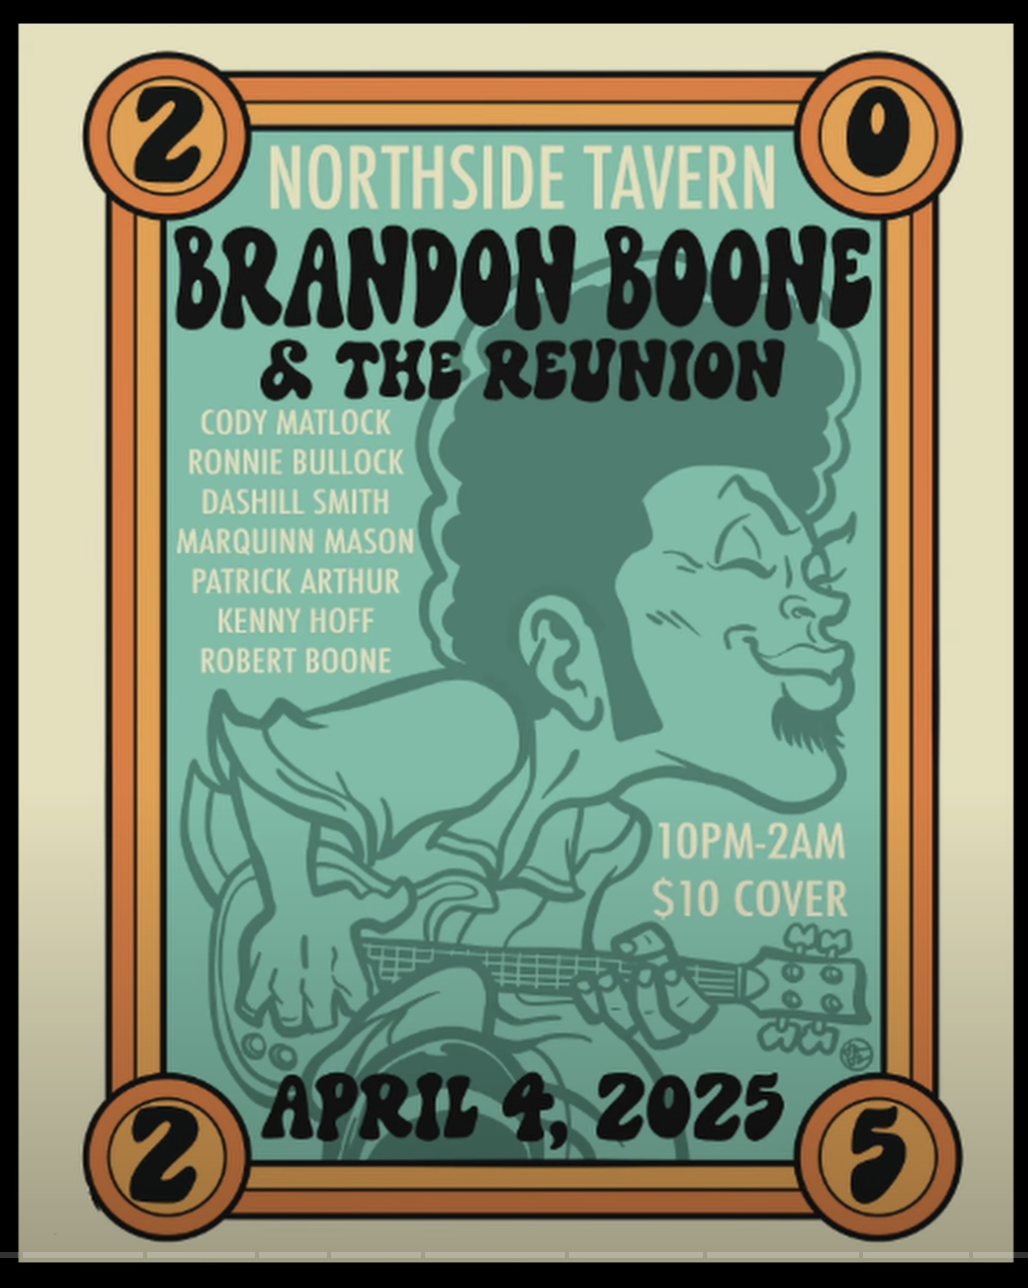 2 0
NORTHSIDE TAVERN
BRANDON BOONE
& THE REUNION
CODY MATLOCK
RONNIE BULLOCK
DASHILL SMITH
MARQUINN MASON
PATRICK ARTHUR
KENNY HOFF
ROBERT BOONE
10PM-2AM
$10 COVER
APRIL 4, 2025
2 5